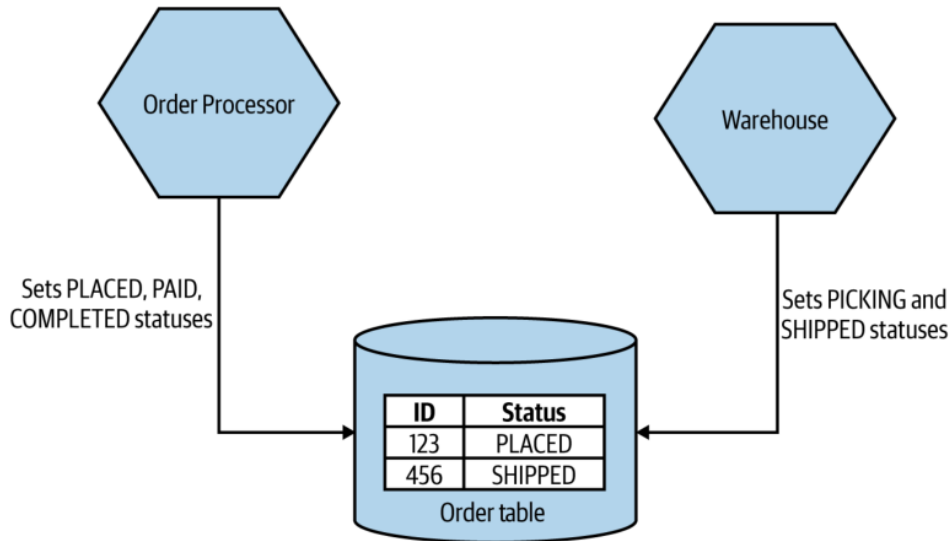 Order Processor
Warehouse
Sets PLACED, PAID,
COMPLETED statuses
Sets PICKING and
SHIPPED statuses
ID Status
123 PLACED
456 SHIPPED
Order table